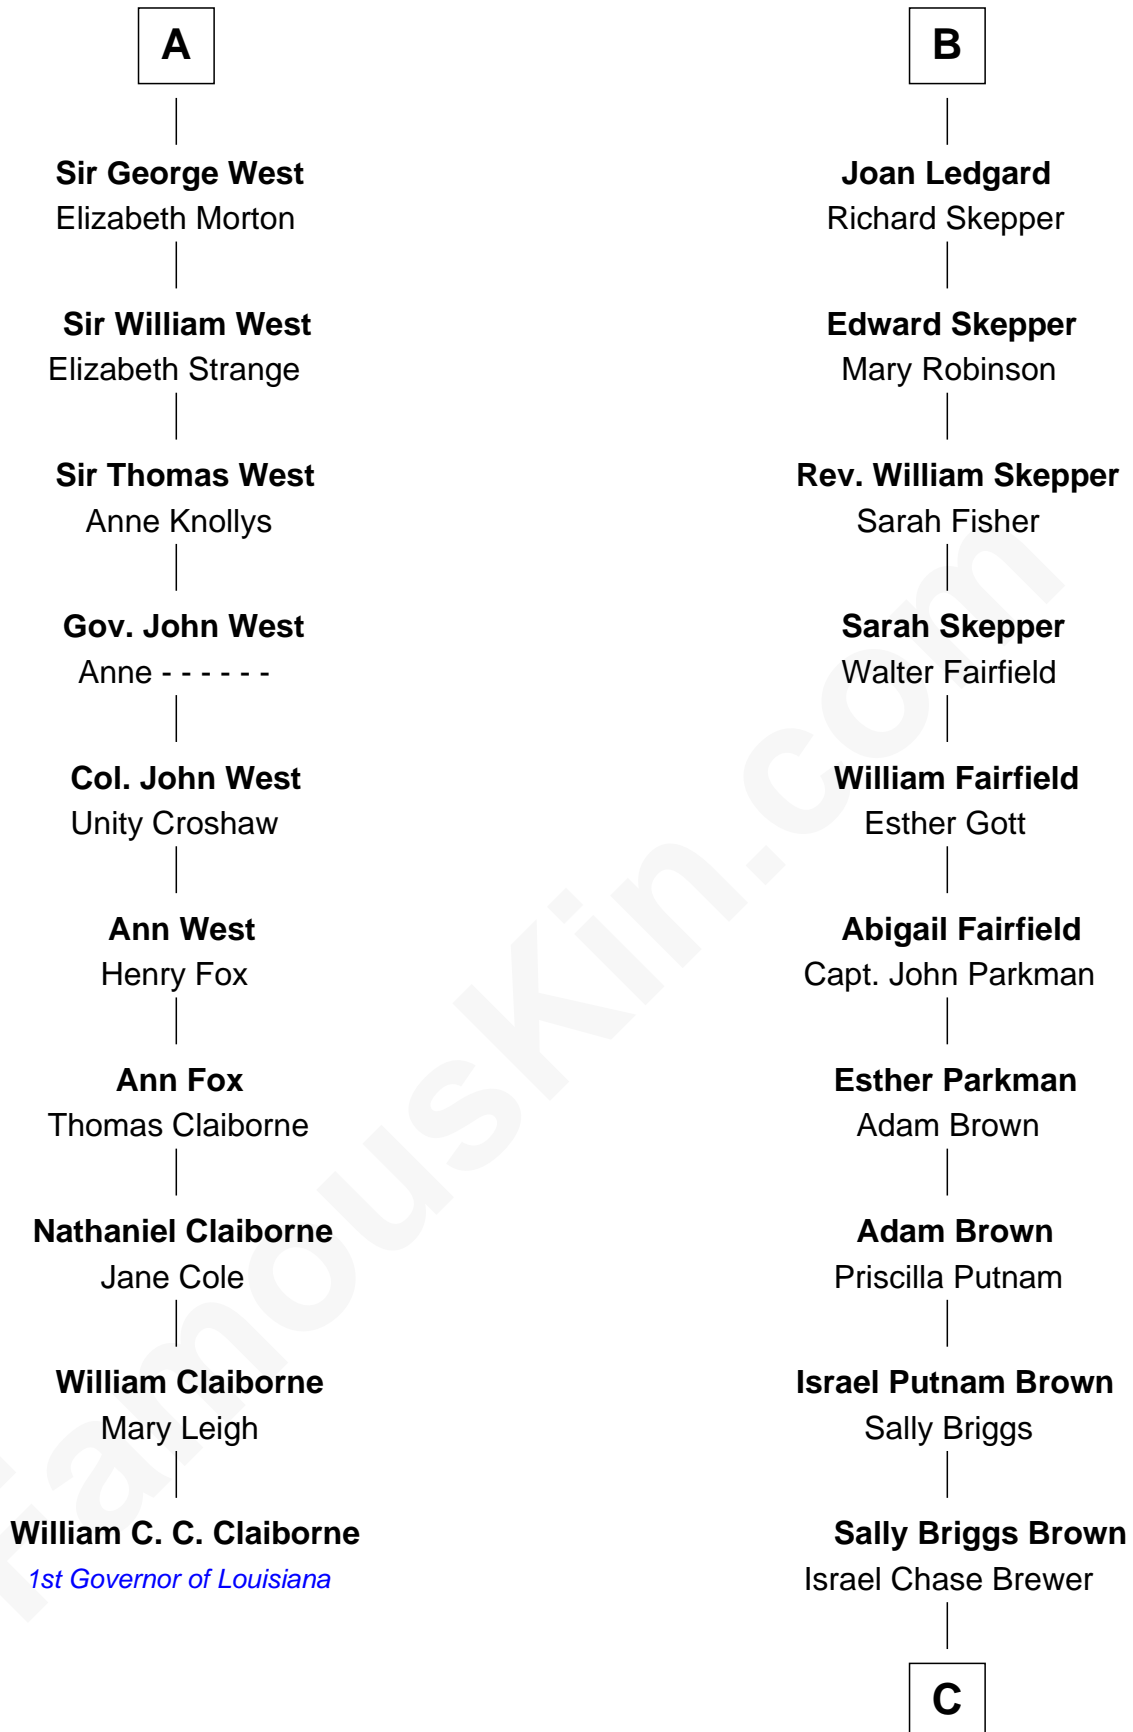 A
Sir George West
Elizabeth Morton
Sir William West
Elizabeth Strange
Sir Thomas West
Anne Knollys
Gov. John West
Anne - - - - - -
Col. John West
Unity Croshaw
Ann West
Henry Fox
Ann Fox
Thomas Claiborne
Nathaniel Claiborne
Jane Cole
William Claiborne
Mary Leigh
William C. C. Claiborne
1st Governor of Louisiana
B
Joan Ledgard
Richard Skepper
Edward Skepper
Mary Robinson
Rev. William Skepper
Sarah Fisher
Sarah Skepper
Walter Fairfield
William Fairfield
Esther Gott
Abigail Fairfield
Capt. John Parkman
Esther Parkman
Adam Brown
Adam Brown
Priscilla Putnam
Israel Putnam Brown
Sally Briggs
Sally Briggs Brown
Israel Chase Brewer
C
famouskin.com